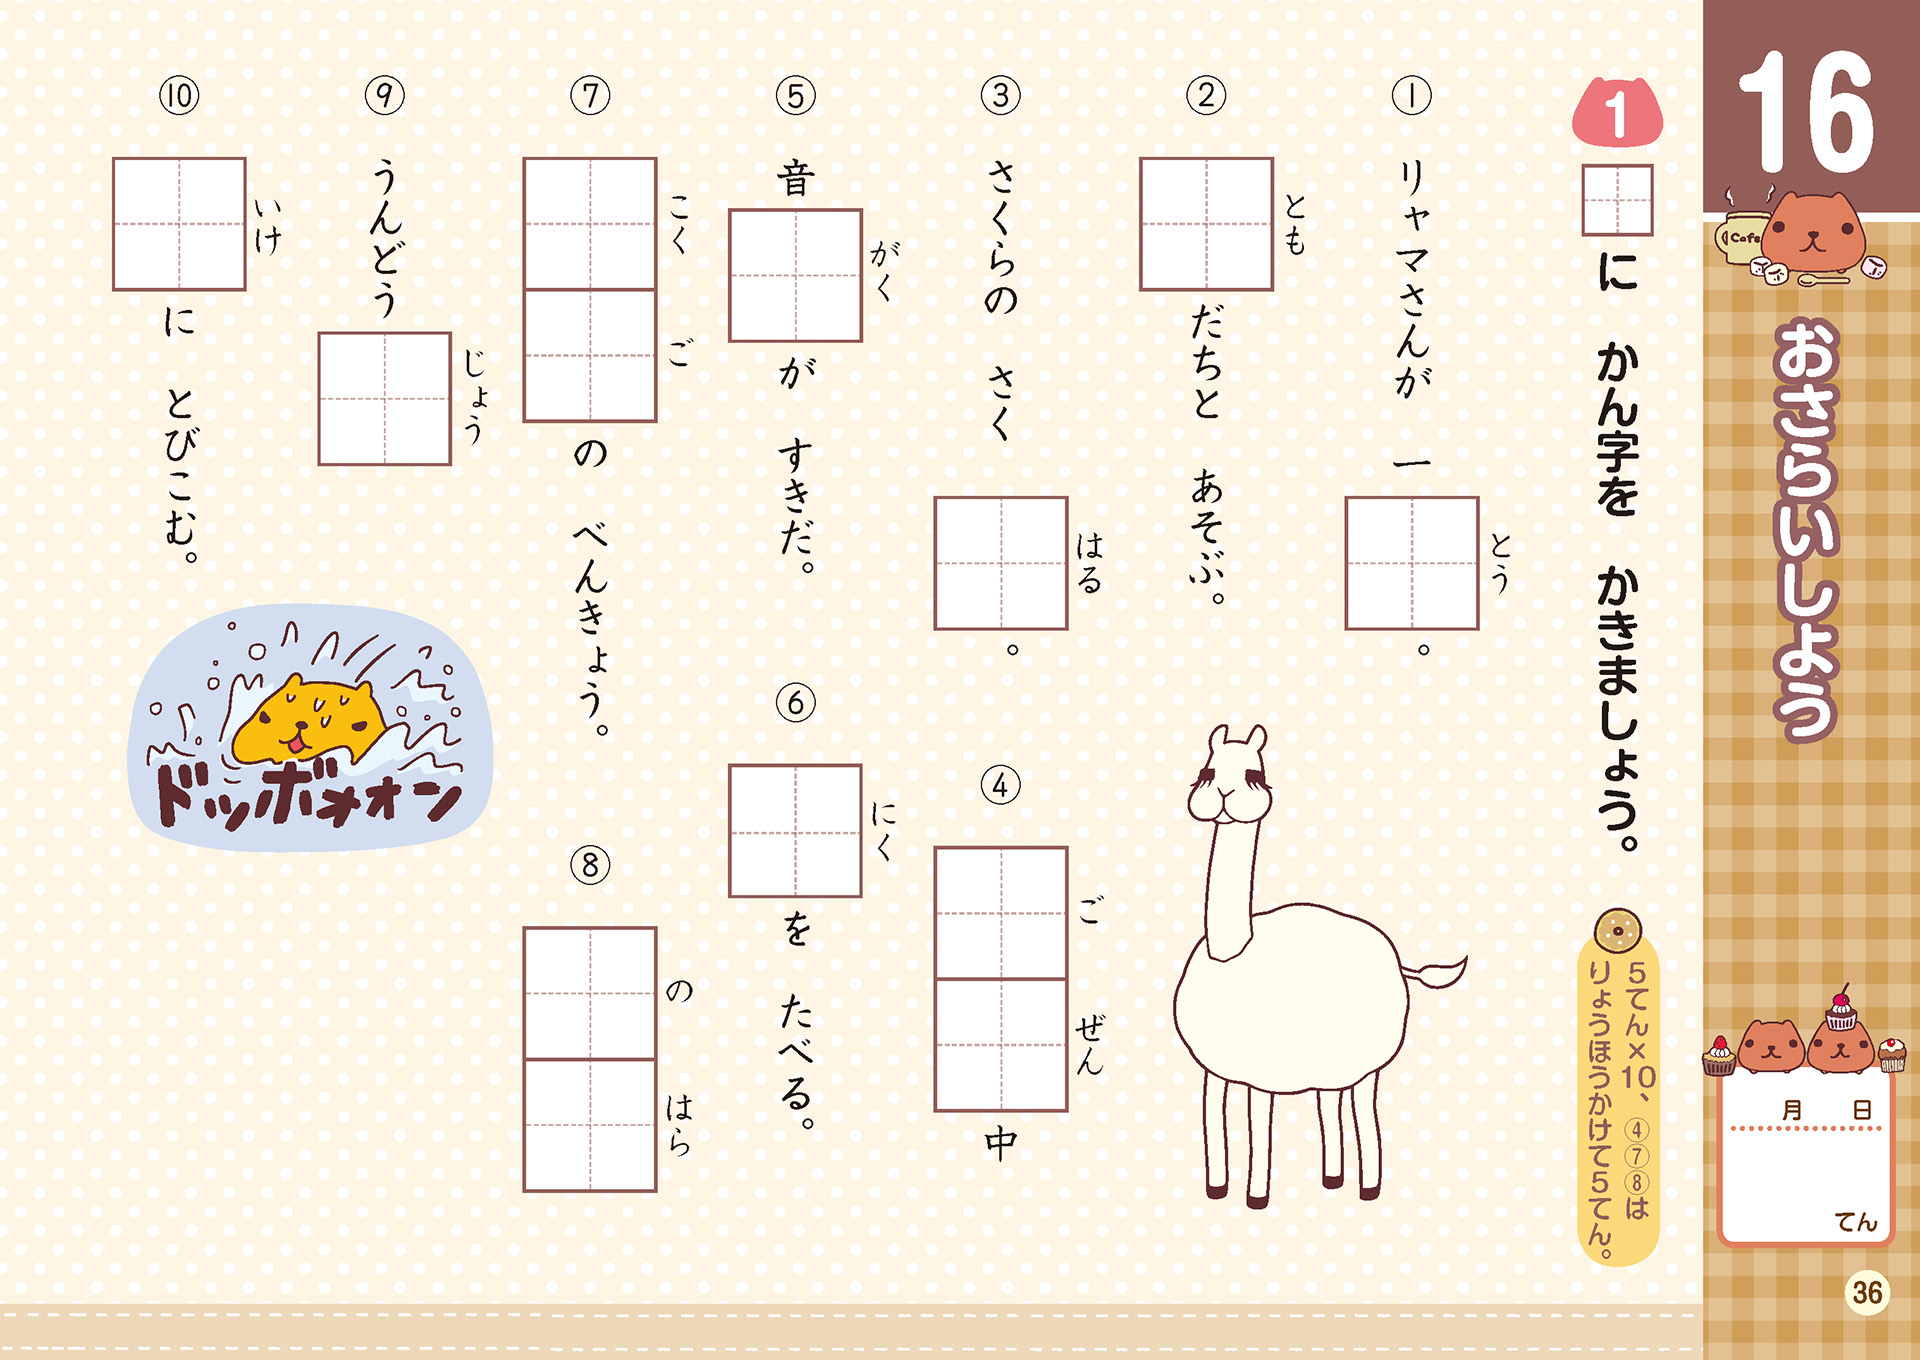 16
おさらいしょう
Cafe
1
□に かん字を かきましょう。
5てん×10、④⑦⑧は
りょうほうかけて5てん。
①
リャマさんが 一□。
とう
②
□だちと あそぶ。
とも
③
さくらの さく □。
はる
④
□□中
ご ぜん
⑤
音□が すきだ。
がく
⑥
□を たべる。
にく
⑦
□□の べんきょう。
こく ご
⑧
□□
の はら
⑨
うんどう□
じょう
⑩
□に とびこむ。
いけ
ドッボォォン
月 日
てん
36